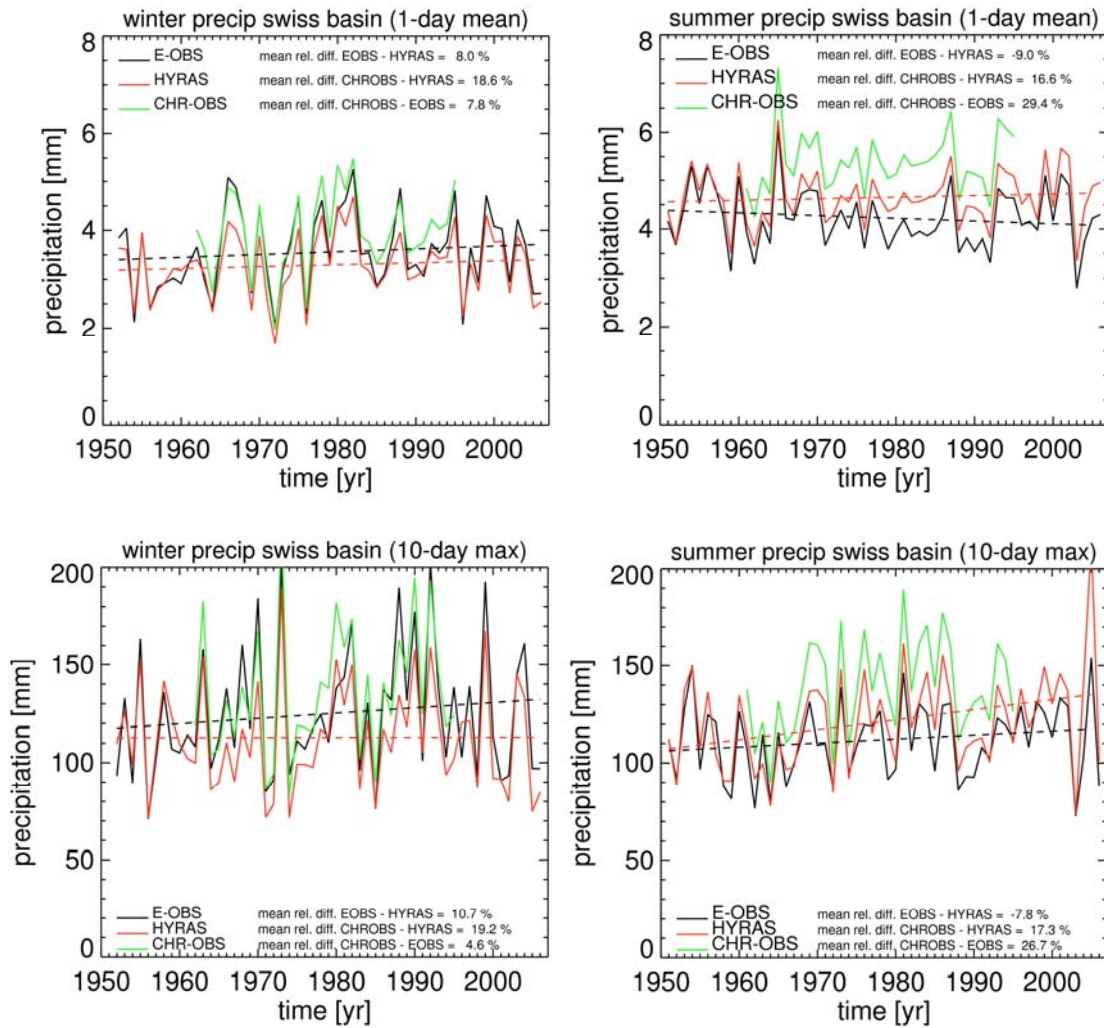 winter precip swiss basin (1-day mean)
8
6
4
2
0
precipitation [mm]
E-OBS mean rel. diff. EOBS - HYRAS = 8.0 %
HYRAS mean rel. diff. CHROBS - HYRAS = 18.6 %
CHR-OBS mean rel. diff. CHROBS - EOBS = 7.8 %
1950 1960 1970 1980 1990 2000
time [yr]
summer precip swiss basin (1-day mean)
8
6
4
2
0
precipitation [mm]
E-OBS mean rel. diff. EOBS - HYRAS = -9.0 %
HYRAS mean rel. diff. CHROBS - HYRAS = 16.6 %
CHR-OBS mean rel. diff. CHROBS - EOBS = 29.4 %
1950 1960 1970 1980 1990 2000
time [yr]
winter precip swiss basin (10-day max)
200
150
100
50
0
precipitation [mm]
E-OBS mean rel. diff. EOBS - HYRAS = 10.7 %
HYRAS mean rel. diff. CHROBS - HYRAS = 19.2 %
CHR-OBS mean rel. diff. CHROBS - EOBS = 4.6 %
1950 1960 1970 1980 1990 2000
time [yr]
summer precip swiss basin (10-day max)
200
150
100
50
0
precipitation [mm]
E-OBS mean rel. diff. EOBS - HYRAS = -7.8 %
HYRAS mean rel. diff. CHROBS - HYRAS = 17.3 %
CHR-OBS mean rel. diff. CHROBS - EOBS = 26.7 %
1950 1960 1970 1980 1990 2000
time [yr]